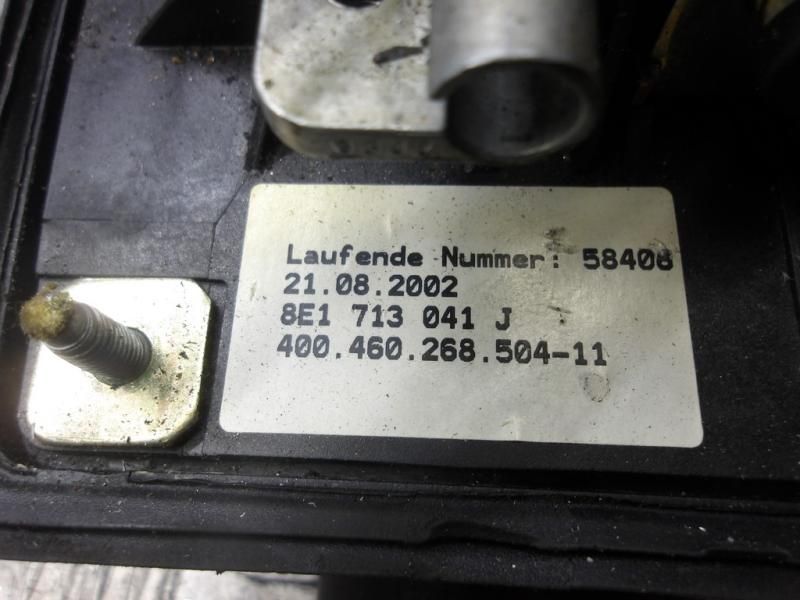 Laufende Nummer: 58408
21.08.2002
8E1 713 041 J
400.460.268.504-11